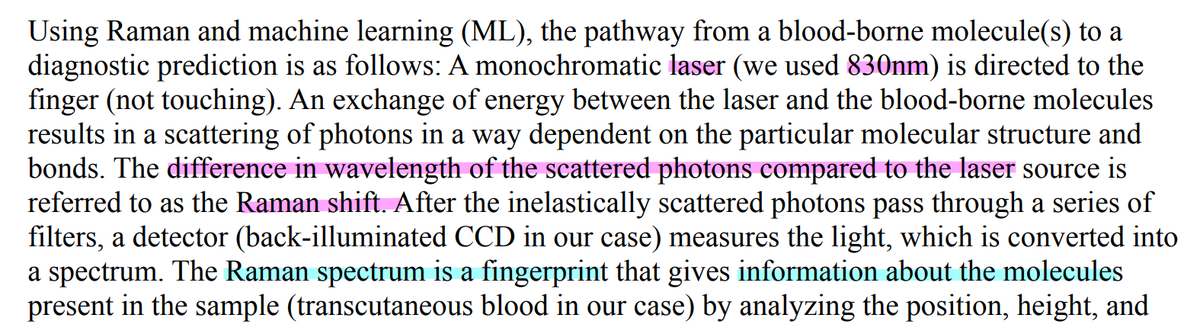 Using Raman and machine learning (ML), the pathway from a blood-borne molecule(s) to a
diagnostic prediction is as follows: A monochromatic laser (we used 830nm) is directed to the
finger (not touching). An exchange of energy between the laser and the blood-borne molecules
results in a scattering of photons in a way dependent on the particular molecular structure and
bonds. The difference in wavelength of the scattered photons compared to the laser source is
referred to as the Raman shift. After the inelastically scattered photons pass through a series of
filters, a detector (back-illuminated CCD in our case) measures the light, which is converted into
a spectrum. The Raman spectrum is a fingerprint that gives information about the molecules
present in the sample (transcutaneous blood in our case) by analyzing the position, height, and